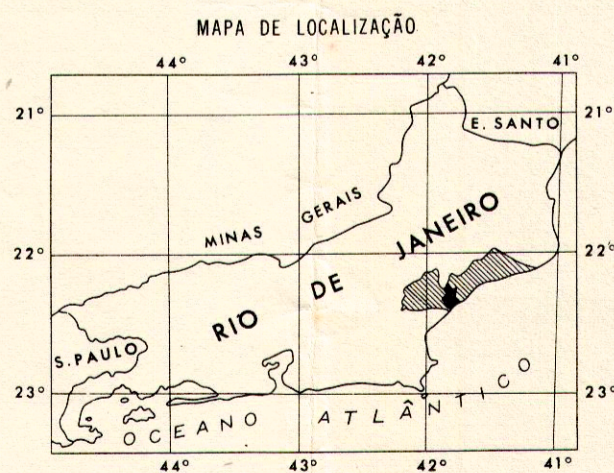 MAPA DE LOCALIZAÇÃO
44° 43° 42° 41°
21° 21°
E. SANTO
MINAS GERAIS
JANEIRO
22° 22°
DE
RIO
S. PAULO
23° 23°
OCEANO ATLÂNTICO
44° 43° 42° 41°